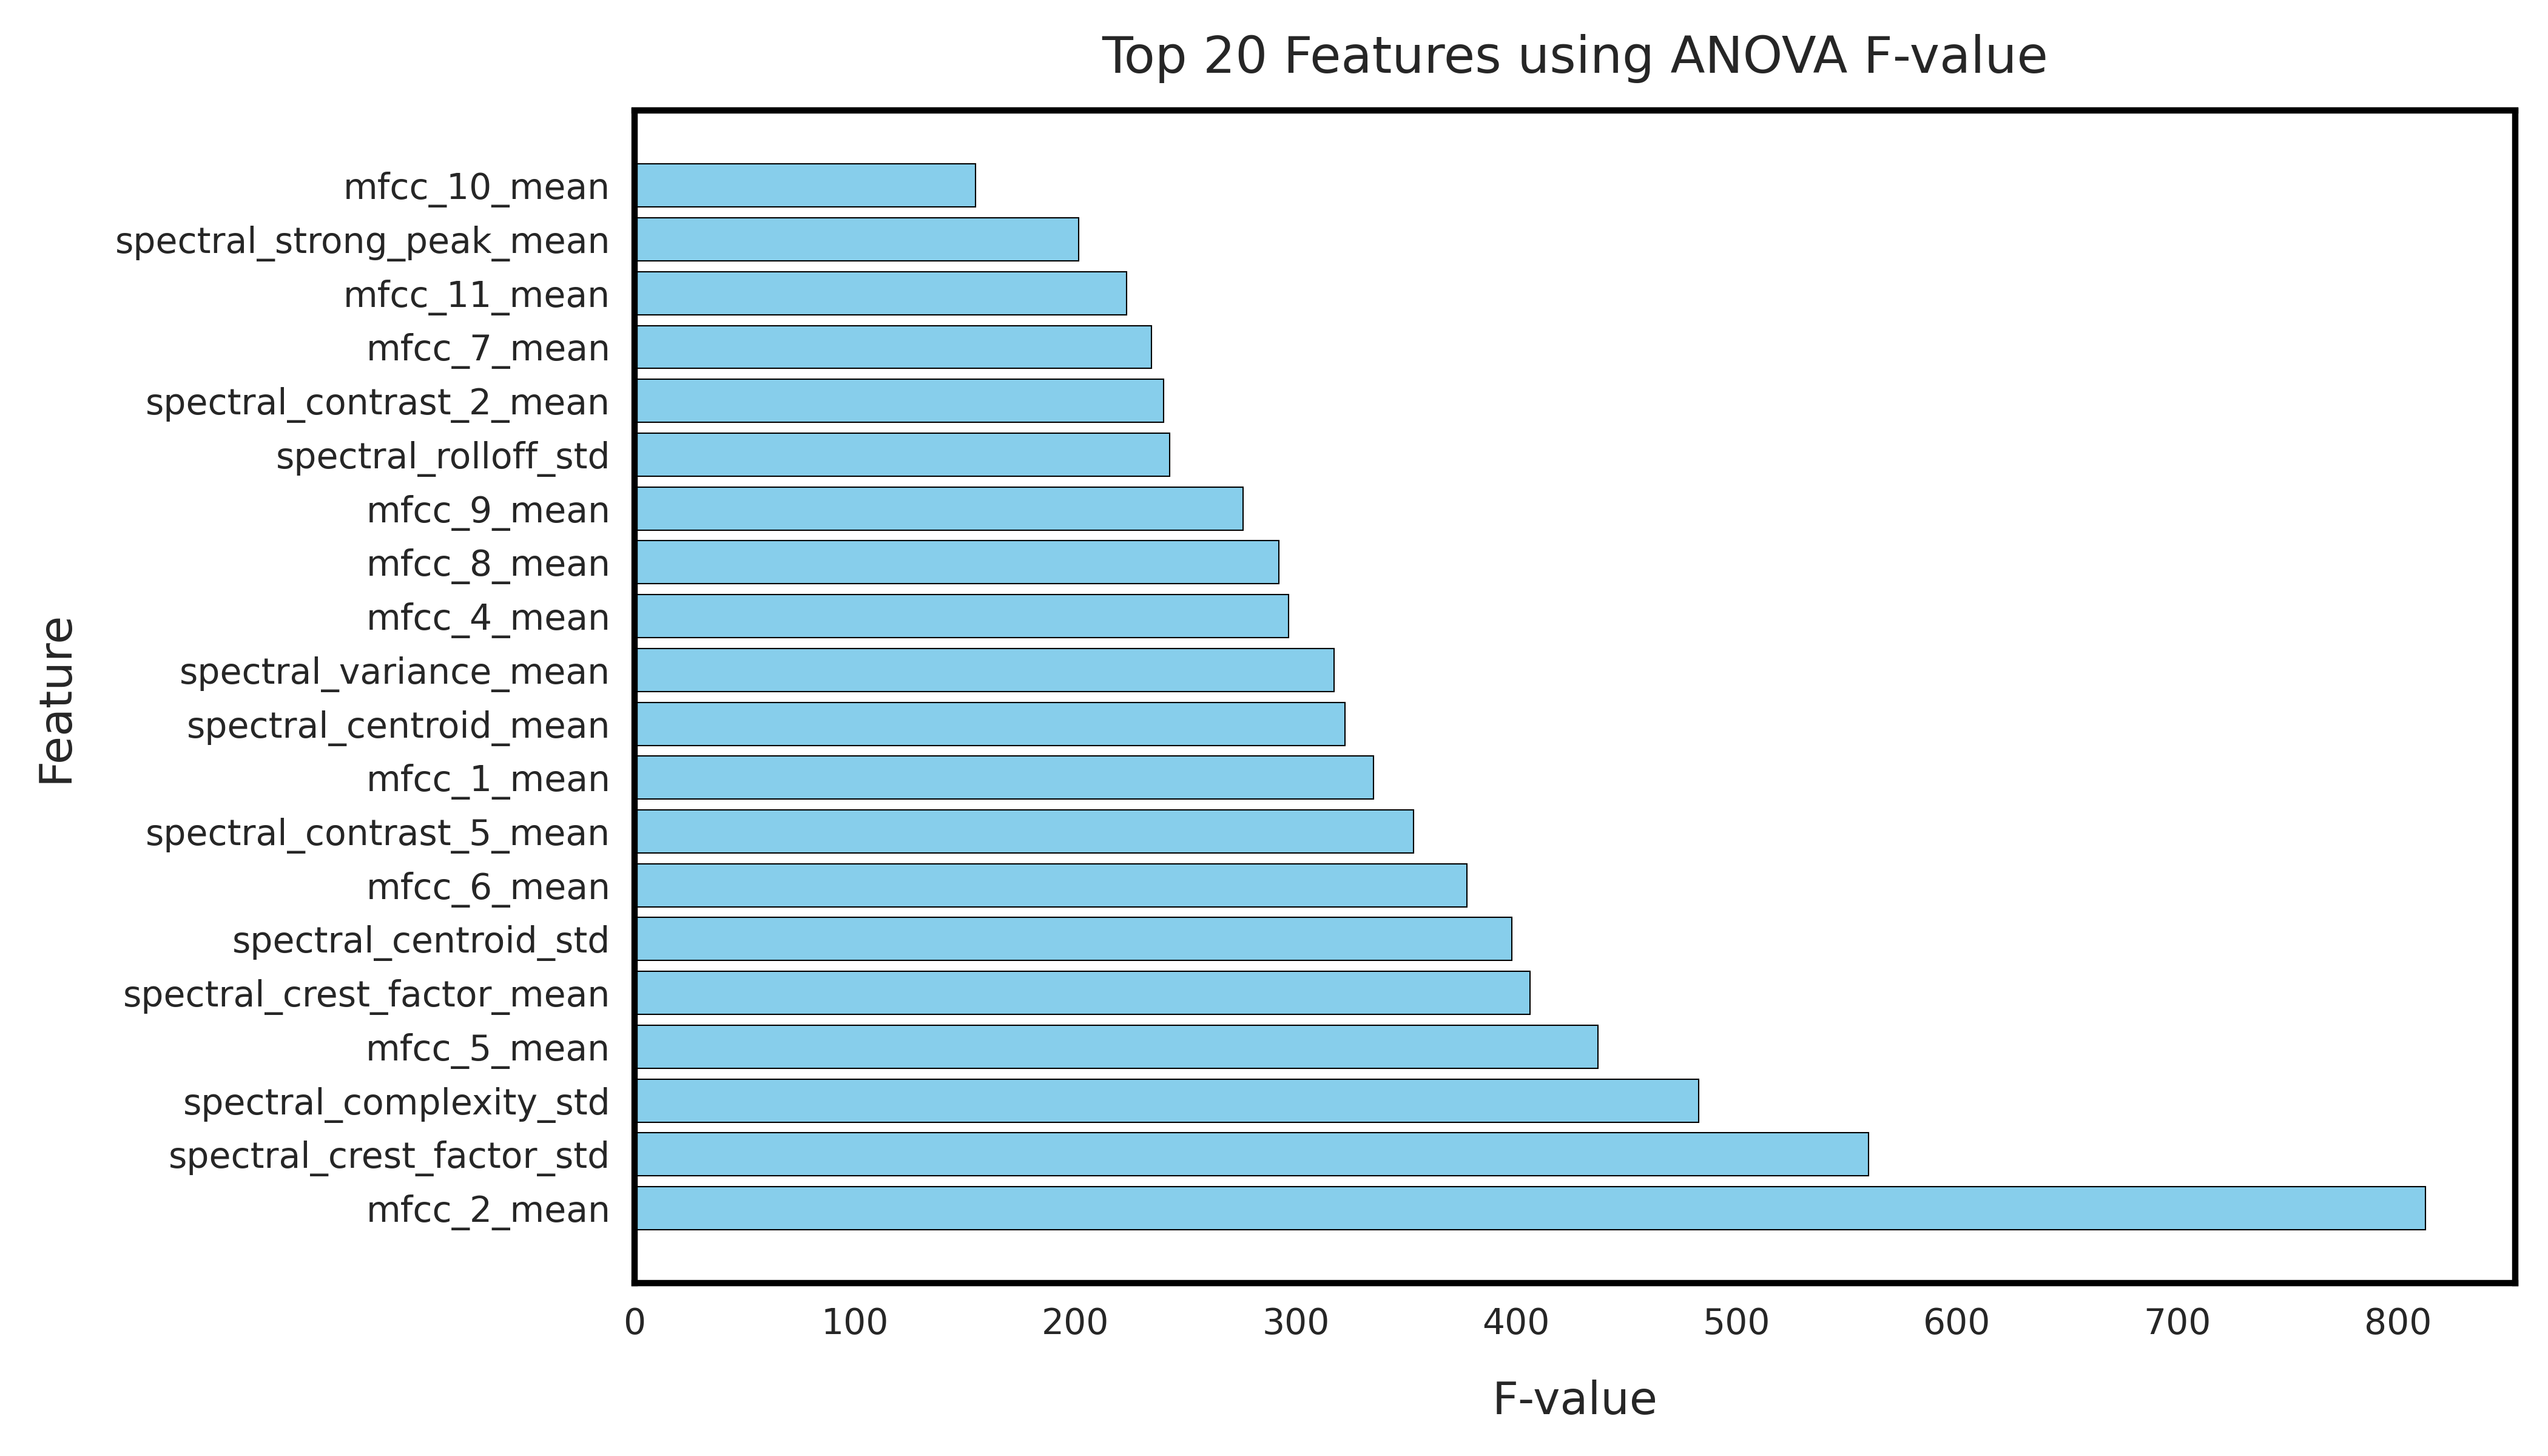 Top 20 Features using ANOVA F-value
mfcc_10_mean
spectral_strong_peak_mean
mfcc_11_mean
mfcc_7_mean
spectral_contrast_2_mean
spectral_rolloff_std
mfcc_9_mean
mfcc_8_mean
mfcc_4_mean
spectral_variance_mean
spectral_centroid_mean
mfcc_1_mean
spectral_contrast_5_mean
mfcc_6_mean
spectral_centroid_std
spectral_crest_factor_mean
mfcc_5_mean
spectral_complexity_std
spectral_crest_factor_std
mfcc_2_mean
Feature
0 100 200 300 400 500 600 700 800
F-value